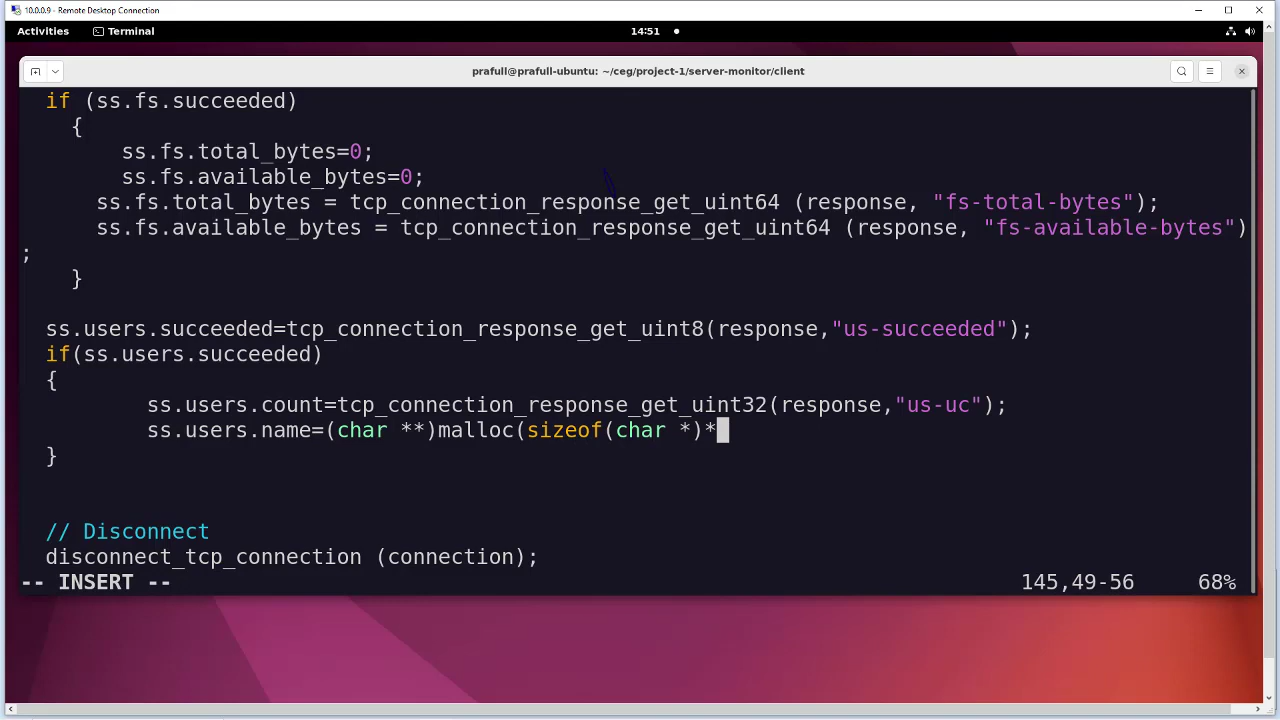 10.0.0.9 - Remote Desktop Connection
Activities Terminal 14:51
prafull@prafull-ubuntu: ~/ceg/project-1/server-monitor/client
if (ss.fs.succeeded)
{
ss.fs.total_bytes=0;
ss.fs.available_bytes=0;
ss.fs.total_bytes = tcp_connection_response_get_uint64 (response, "fs-total-bytes");
ss.fs.available_bytes = tcp_connection_response_get_uint64 (response, "fs-available-bytes")
;
}
ss.users.succeeded=tcp_connection_response_get_uint8(response,"us-succeeded");
if(ss.users.succeeded)
{
ss.users.count=tcp_connection_response_get_uint32(response,"us-uc");
ss.users.name=(char **)malloc(sizeof(char *)*
}
// Disconnect
disconnect_tcp_connection (connection);
-- INSERT -- 145,49-56 68%